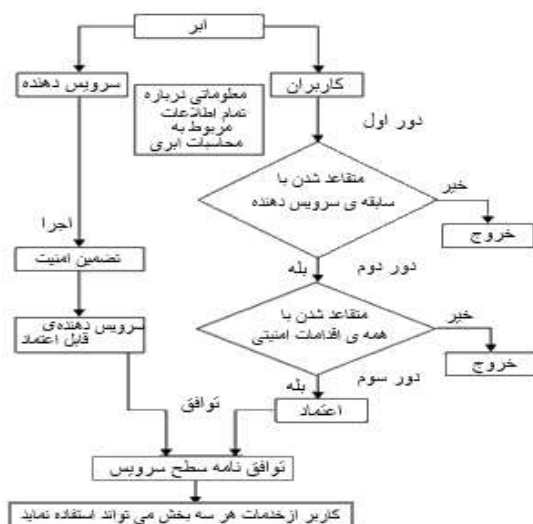 ابر
کاربران
سرویس دهنده
معلوماتی درباره
تمام اطلاعات
مربوط به
محاسبات ابری
دور اول
متقاعد شدن با
سابقه ی سرویس دهنده
خیر
خروج
اجرا
تضمین امنیت
بله
دور دوم
متقاعد شدن با
همه ی اقدامات امنیتی
خیر
خروج
سرویس دهنده‌ی
قابل اعتماد
بله
دور سوم
توافق
اعتماد
توافق نامه سطح سرویس
کاربر از خدمات هر سه بخش می تواند استفاده نماید